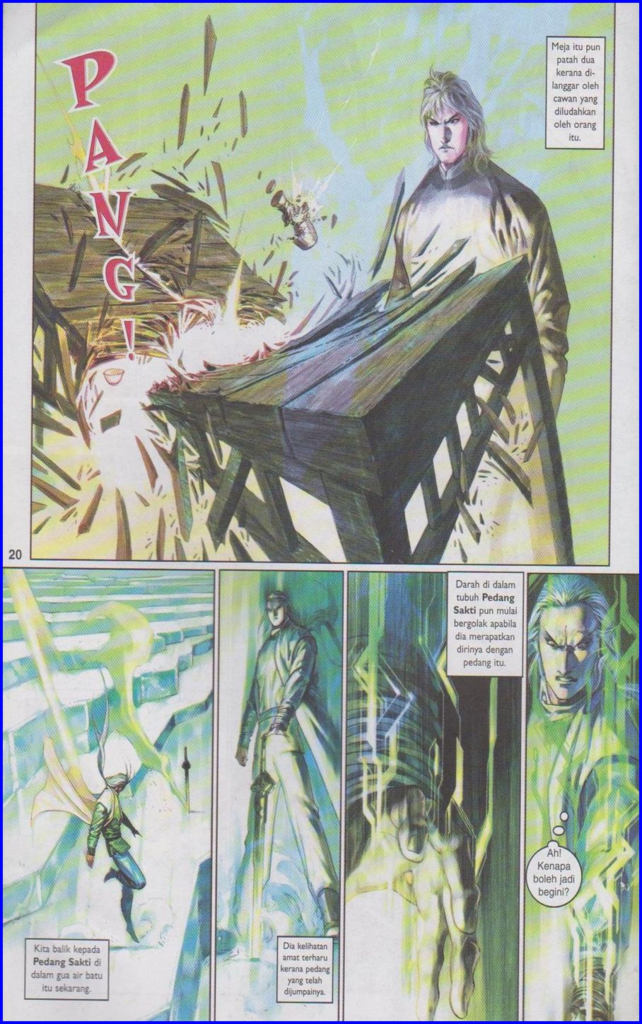 PANG!
Meja itu pun
patah dua
kerana di-
langgar oleh
cawan yang
diludahkan
oleh orang
itu.
20
Kita balik kepada
Pedang Sakti di
dalam gua air batu
itu sekarang.
Dia kelihatan
amat terharu
kerana pedang
yang telah
dijumpainya.
Darah di dalam
tubuh Pedang
Sakti pun mulai
bergolak apabila
dia merapatkan
dirinya dengan
pedang itu.
Ah!
Kenapa
boleh jadi
begini?